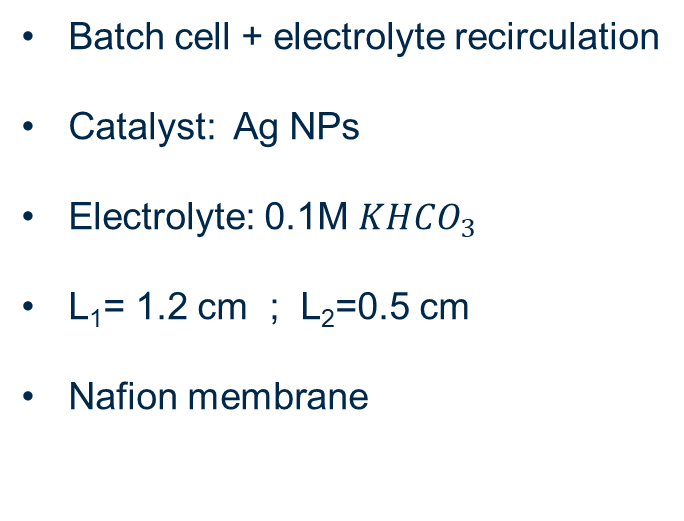 • Batch cell + electrolyte recirculation
• Catalyst: Ag NPs
• Electrolyte: 0.1M KHCO₃
• L₁= 1.2 cm ; L₂=0.5 cm
• Nafion membrane